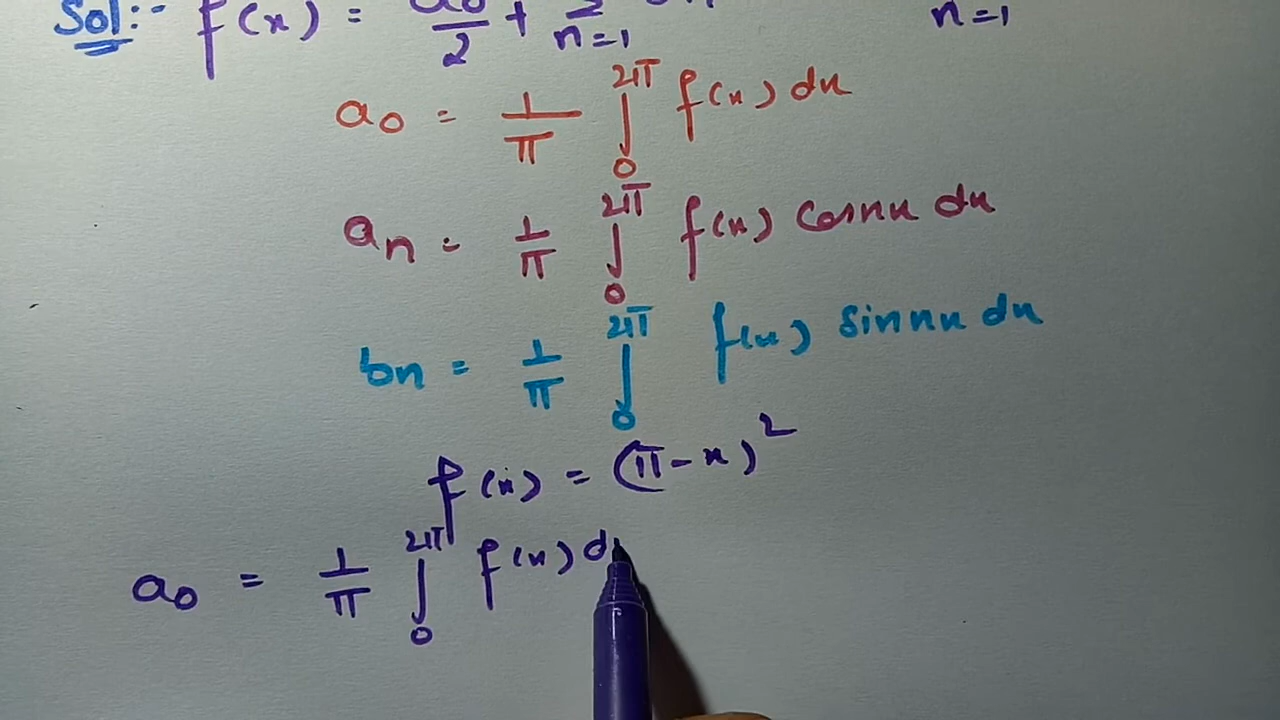 Sol:- f(x) = a0/2 + Σ n=1 n=1
a0 = 1/π ∫0^2π f(x) dx
an = 1/π ∫0^2π f(x) cosnx dx
bn = 1/π ∫0^2π f(x) sinnx dx
f(x) = (π-x)^2
a0 = 1/π ∫0^2π f(x) d